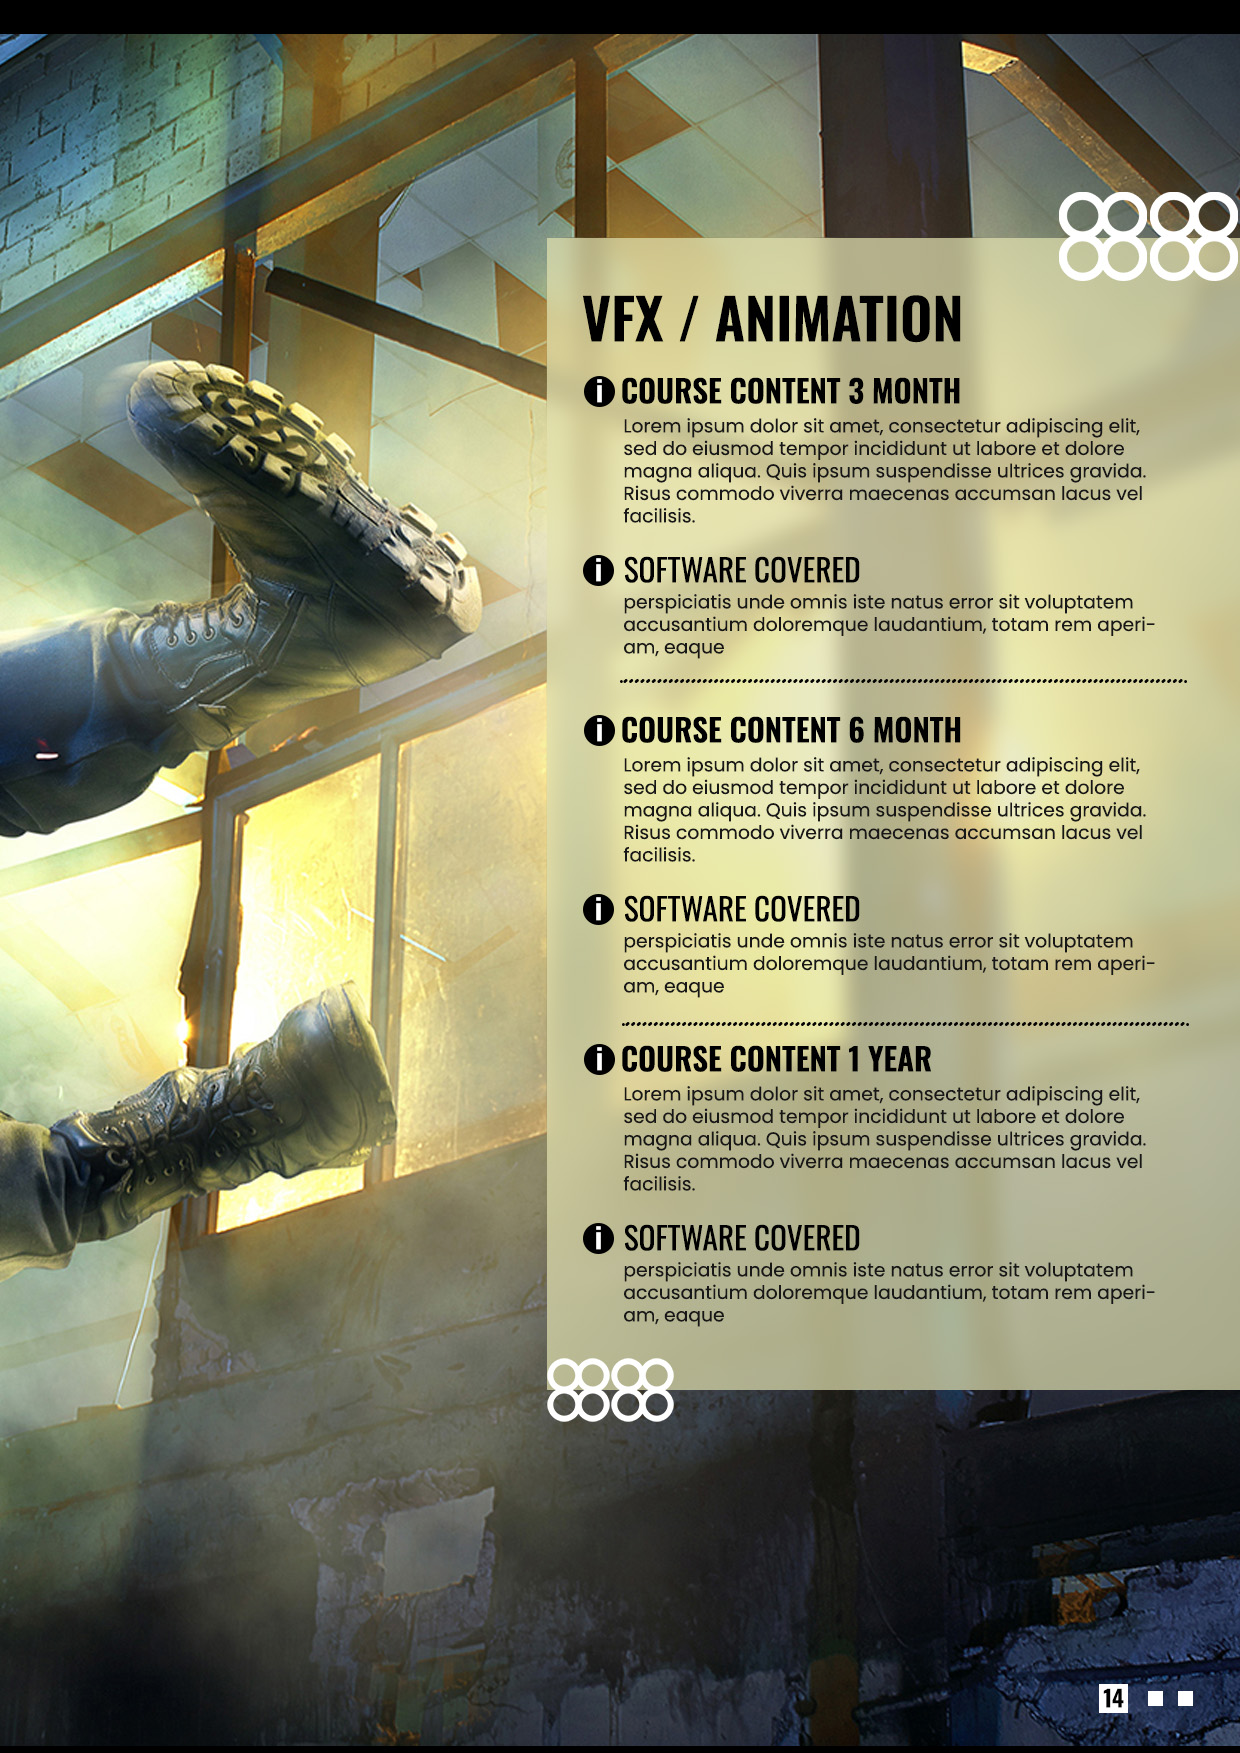 VFX / ANIMATION
i COURSE CONTENT 3 MONTH
Lorem ipsum dolor sit amet, consectetur adipiscing elit,
sed do eiusmod tempor incididunt ut labore et dolore
magna aliqua. Quis ipsum suspendisse ultrices gravida.
Risus commodo viverra maecenas accumsan lacus vel
facilisis.
i SOFTWARE COVERED
perspiciatis unde omnis iste natus error sit voluptatem
accusantium doloremque laudantium, totam rem aperi-
am, eaque
i COURSE CONTENT 6 MONTH
Lorem ipsum dolor sit amet, consectetur adipiscing elit,
sed do eiusmod tempor incididunt ut labore et dolore
magna aliqua. Quis ipsum suspendisse ultrices gravida.
Risus commodo viverra maecenas accumsan lacus vel
facilisis.
i SOFTWARE COVERED
perspiciatis unde omnis iste natus error sit voluptatem
accusantium doloremque laudantium, totam rem aperi-
am, eaque
i COURSE CONTENT 1 YEAR
Lorem ipsum dolor sit amet, consectetur adipiscing elit,
sed do eiusmod tempor incididunt ut labore et dolore
magna aliqua. Quis ipsum suspendisse ultrices gravida.
Risus commodo viverra maecenas accumsan lacus vel
facilisis.
i SOFTWARE COVERED
perspiciatis unde omnis iste natus error sit voluptatem
accusantium doloremque laudantium, totam rem aperi-
am, eaque
14